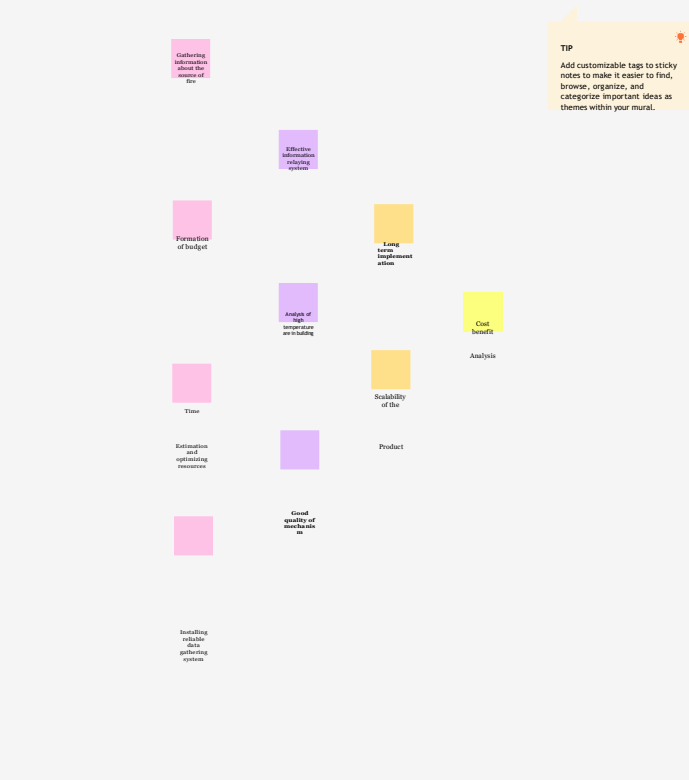 TIP
Add customizable tags to sticky
notes to make it easier to find,
browse, organize, and
categorize important ideas as
themes within your mural.
Gathering
information
about the
source of
fire
Effective
information
relaying
system
Formation
of budget
Long
term
implement
ation
Analysis of
high
temperature
are in building
Cost
benefit
Analysis
Time
Estimation
and
optimizing
resources
Scalability
of the
Product
Good
quality of
mechanis
m
Installing
reliable
data
gathering
system